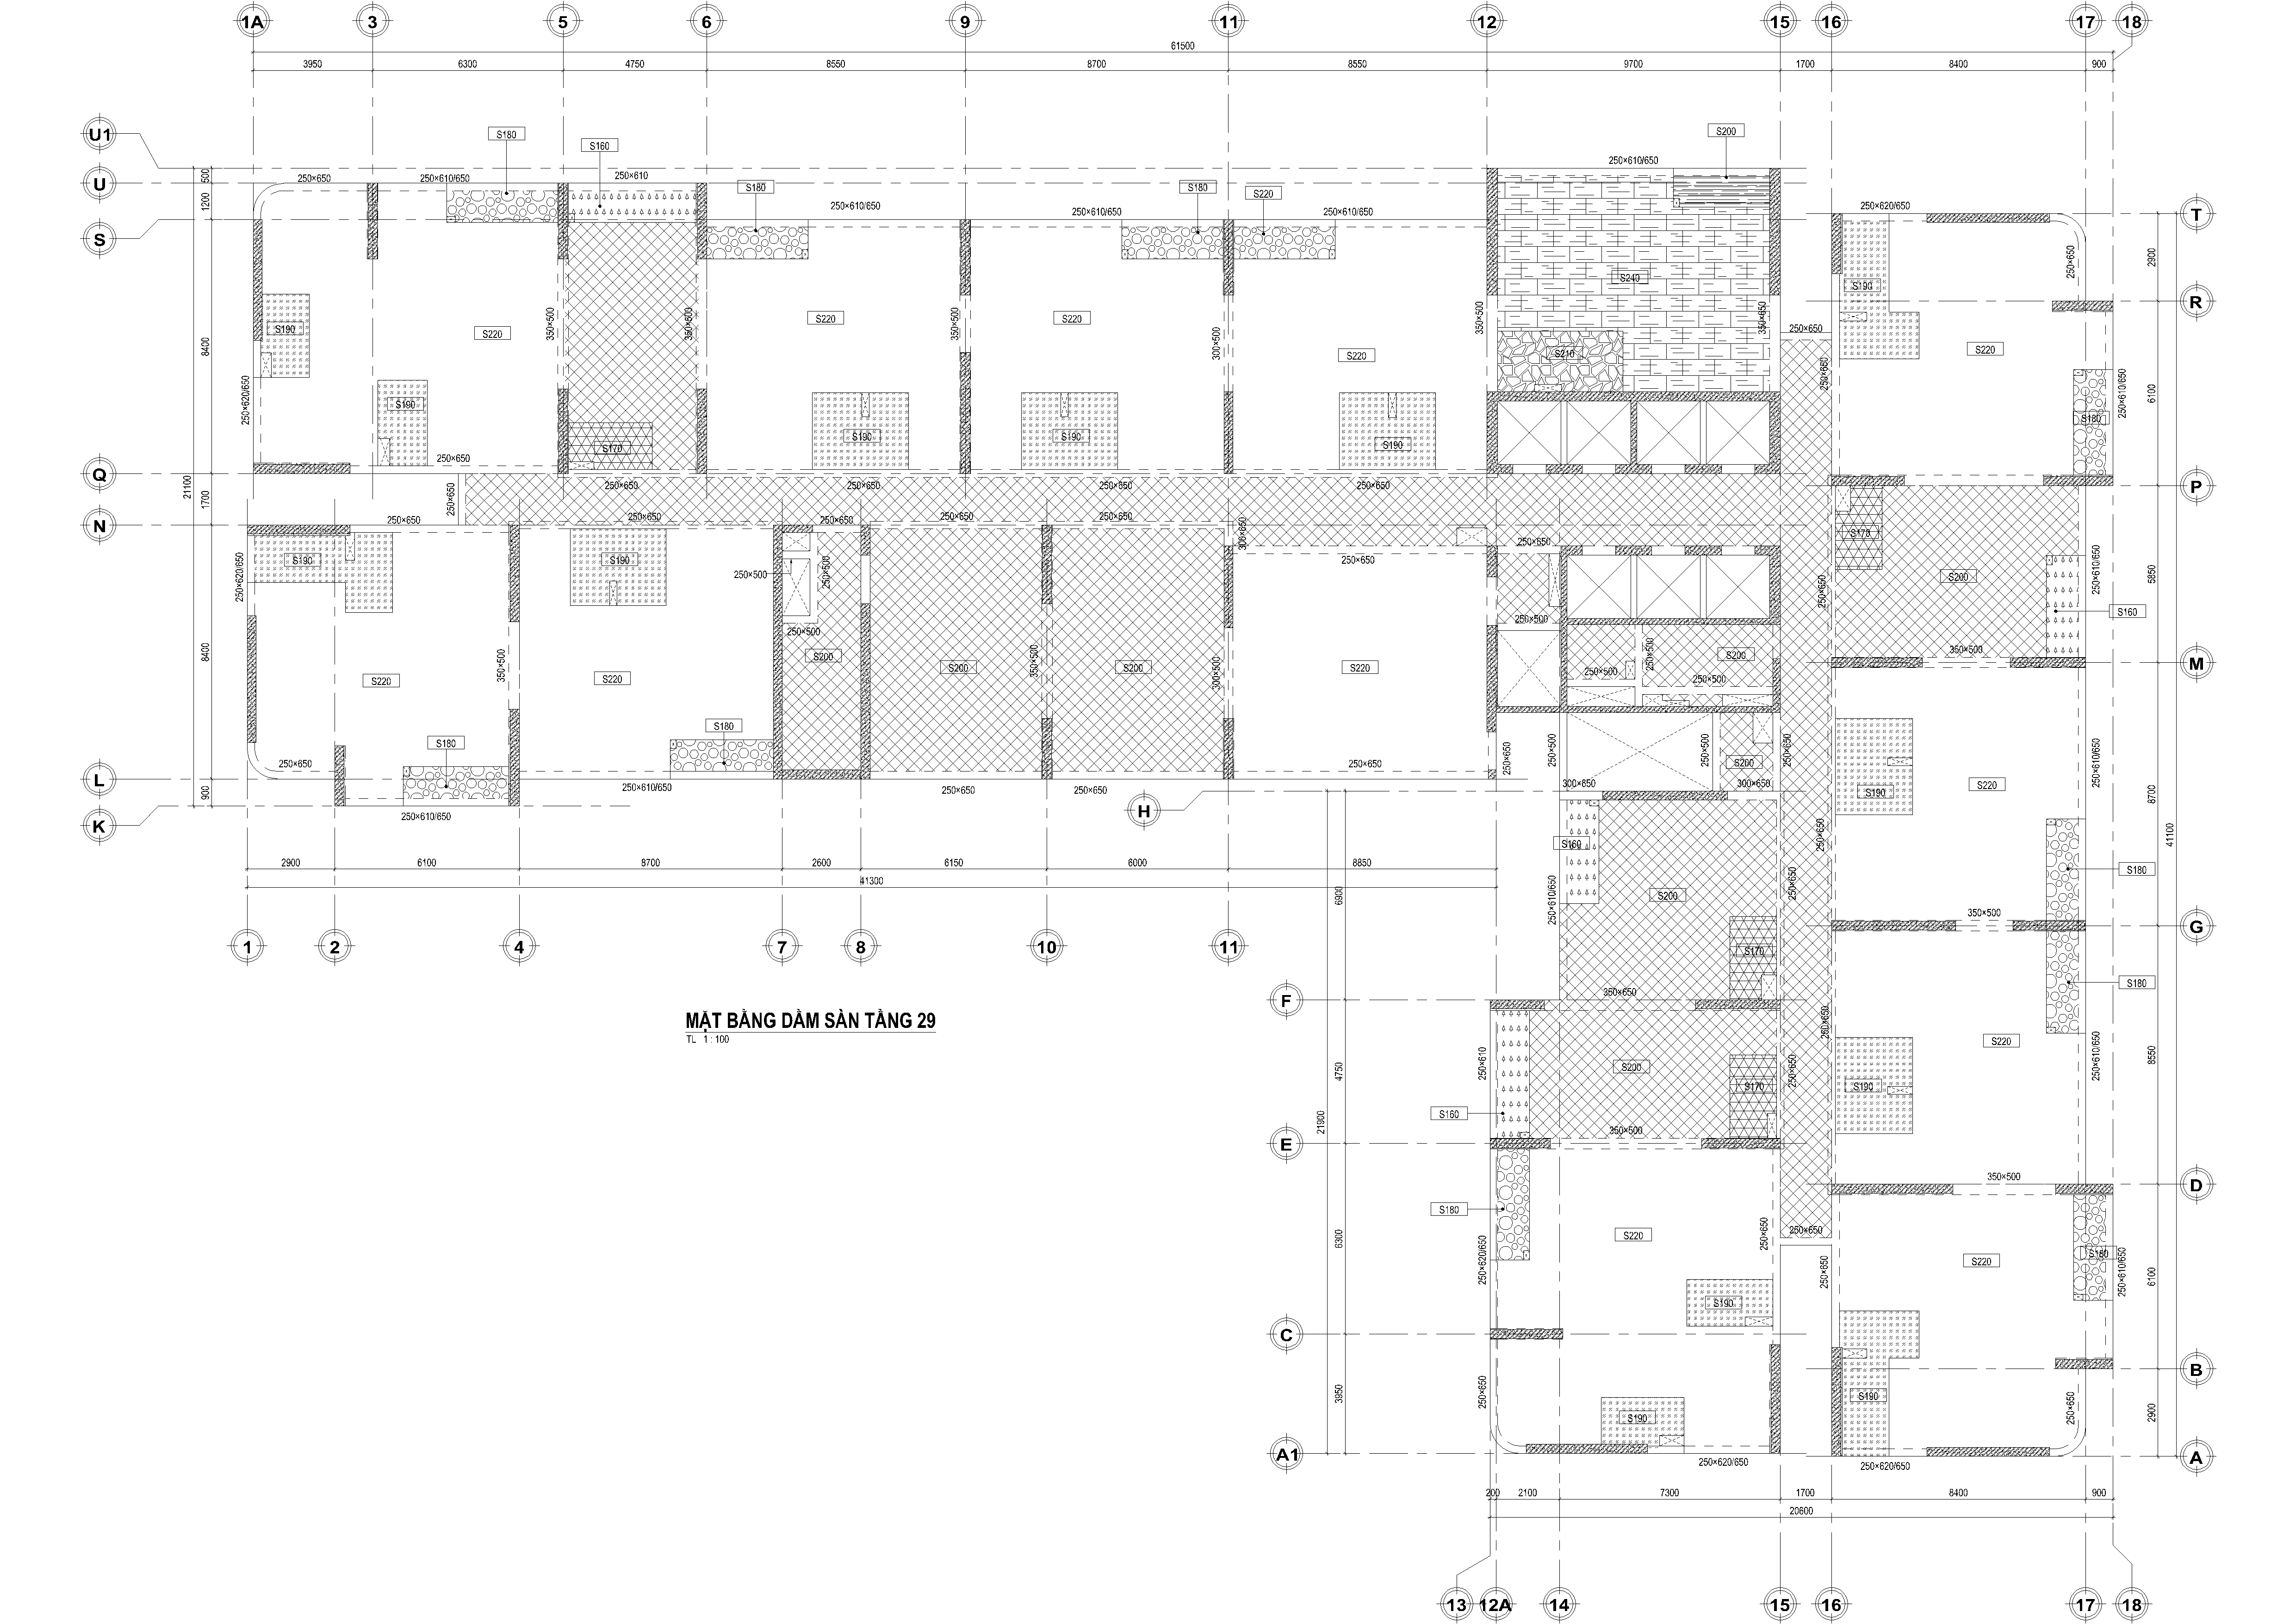 1A 3 5 6 9 11 12 15 16 17 18
61500
3950 6300 4750 8550 8700 8550 9700 1700 8400 900
U1
S180
S160
S200
250×610/650
500
250×650 250×610/650 250×610
U
S180 S180 S220
1200
250×610/650 250×610/650 250×610/650
250×620/650
T
S
2900
250×650
S240
S190
R
S190 S220 350×500 350×500 S220 350×500 S220 300×500 S220 350×500 S210 350×650 250×650 S220
8400
250×650
250×620/650
S190
250×610/650
6100
S180
S170 S190 S190 S190
250×650
Q
250×650 250×650 250×650 250×650
P
21100
1700
250×650
N
250×650 250×650 250×650 250×650 250×650
300×650
250×650
S170
S190 S190
250×650
250×620/650
250×500 250×500
S200
250×610/650
5850
250×650
S160
250×500 250×500
350×500
S200 S200 S200 S220
250×500
S200
M
8400
350×500
350×500
300×500
250×500
250×500
S220 S220
S180
S180
250×650
250×650
250×610/650
250×650
250×650
250×500
250×500
S200
250×650
300×650
L
900
250×610/650
250×650 250×650
K
250×610/650
H
S190
S220
250×610/650
8700
41100
S160
250×650
S180
2900 6100 8700 2600 6150 6000 8850
41300
6900
250×610/650
S200
250×650
350×500
1 2 4 7 8 10 11
G
S170
S180
350×650
F
MẶT BẰNG DẦM SÀN TẦNG 29
TL 1 : 100
250×650
S220
250×610/650
8550
4750
250×610
S200
S170
250×650
S190
21900
S160
350×500
E
350×500
D
S180
S220
250×650
250×650
6300
250×620/650
250×650
S180
S220
250×610/650
6100
S190
C
B
3950
250×650
S190
S190
250×650
2900
A1
250×620/650
250×620/650
A
200 2100 7300 1700 8400 900
20600
13 12A 14 15 16 17 18